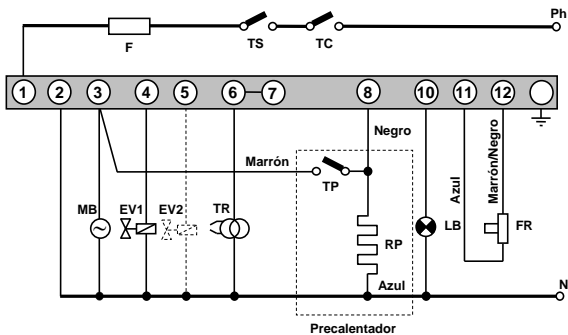 Ph
F
TS
TC
1 2 3 4 5 6 7 8 10 11 12
Negro
Marrón
TP
Azul
Marrón/Negro
MB
EV1
EV2
TR
RP
LB
FR
Azul
N
Precalentador